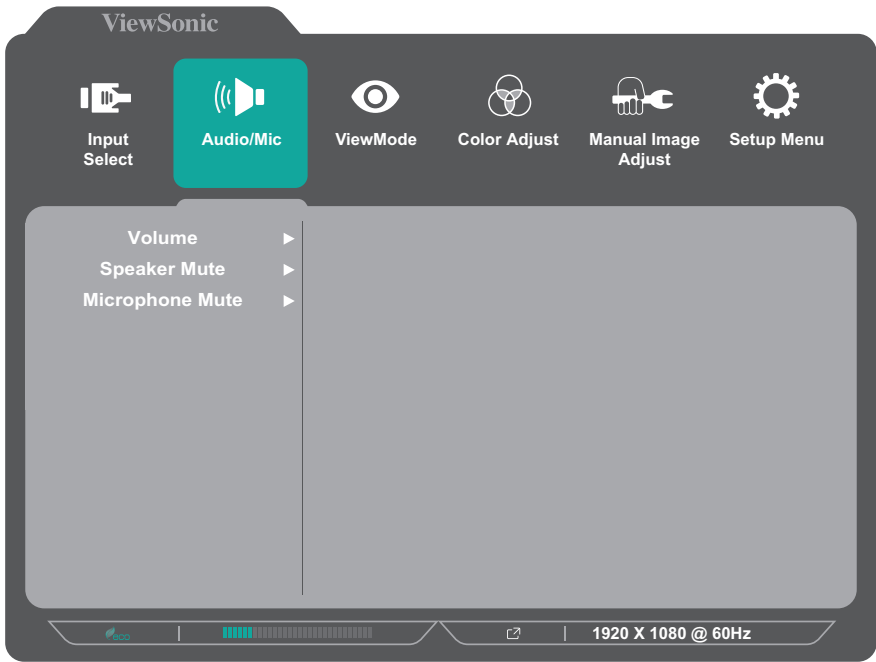 ViewSonic
Input Select
Audio/Mic
ViewMode
Color Adjust
Manual Image Adjust
Setup Menu
Volume
Speaker Mute
Microphone Mute
eco
1920 X 1080 @ 60Hz